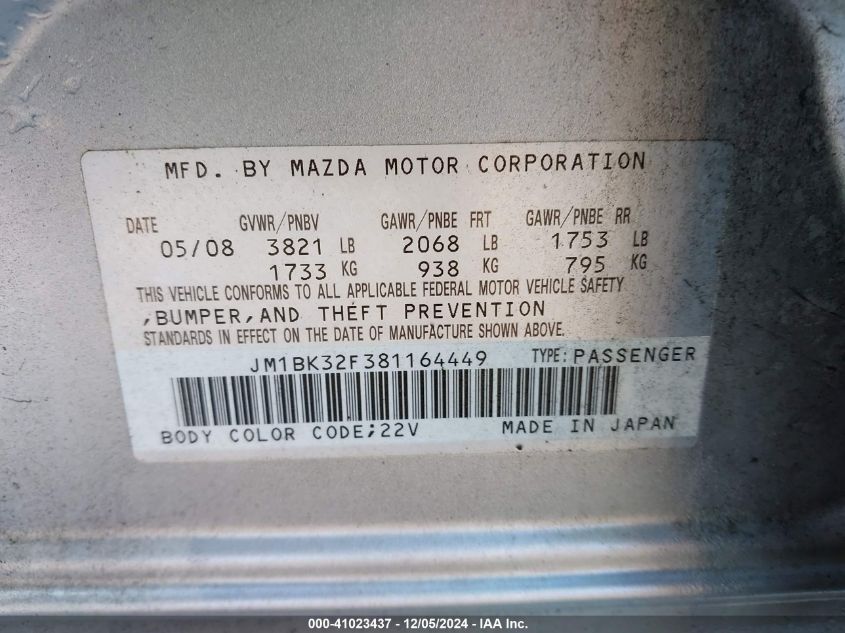 MFD. BY MAZDA MOTOR CORPORATION
DATE GVWR/PNBV GAWR/PNBE FRT GAWR/PNBE RR
05/08 3821 LB 2068 LB 1753 LB
1733 KG 938 KG 795 KG
THIS VEHICLE CONFORMS TO ALL APPLICABLE FEDERAL MOTOR VEHICLE SAFETY
,BUMPER,AND THEFT PREVENTION
STANDARDS IN EFFECT ON THE DATE OF MANUFACTURE SHOWN ABOVE.
JM1BK32F381164449 TYPE: PASSENGER
BODY COLOR CODE;22V MADE IN JAPAN
000-41023437 - 12/05/2024 - IAA Inc.